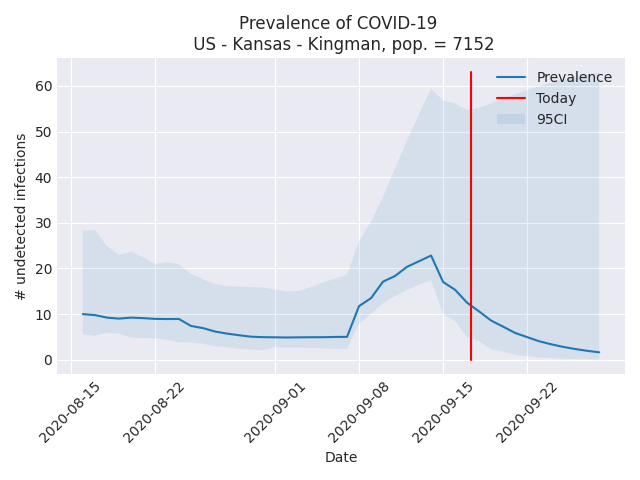 Prevalence of COVID-19
US - Kansas - Kingman, pop. = 7152
Prevalence
Today
95CI
# undetected infections
60
50
40
30
20
10
0
2020-08-15
2020-08-22
2020-09-01
2020-09-08
2020-09-15
2020-09-22
Date